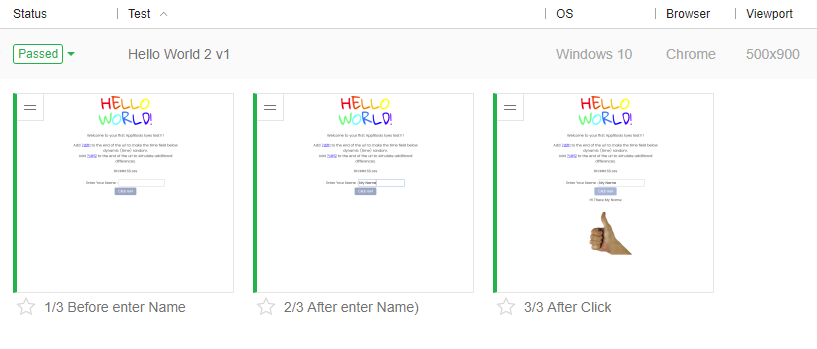 Status Test OS Browser Viewport
Passed Hello World 2 v1 Windows 10 Chrome 500x900
HELLO
WORLD!
Welcome to your first Applitools Eyes test!!!
Add ?diff1 to the end of the url to make the time field below
dynamic (time) random.
Add ?diff2 to the end of the url to simulate additional
differences.
Enter Your Name:
Click me!
1/3 Before enter Name
HELLO
WORLD!
Welcome to your first Applitools Eyes test!!!
Add ?diff1 to the end of the url to make the time field below
dynamic (time) random.
Add ?diff2 to the end of the url to simulate additional
differences.
Enter Your Name: My Name
Click me!
2/3 After enter Name)
HELLO
WORLD!
Welcome to your first Applitools Eyes test!!!
Add ?diff1 to the end of the url to make the time field below
dynamic (time) random.
Add ?diff2 to the end of the url to simulate additional
differences.
Enter Your Name: My Name
Click me!
Hi There My Name
3/3 After Click